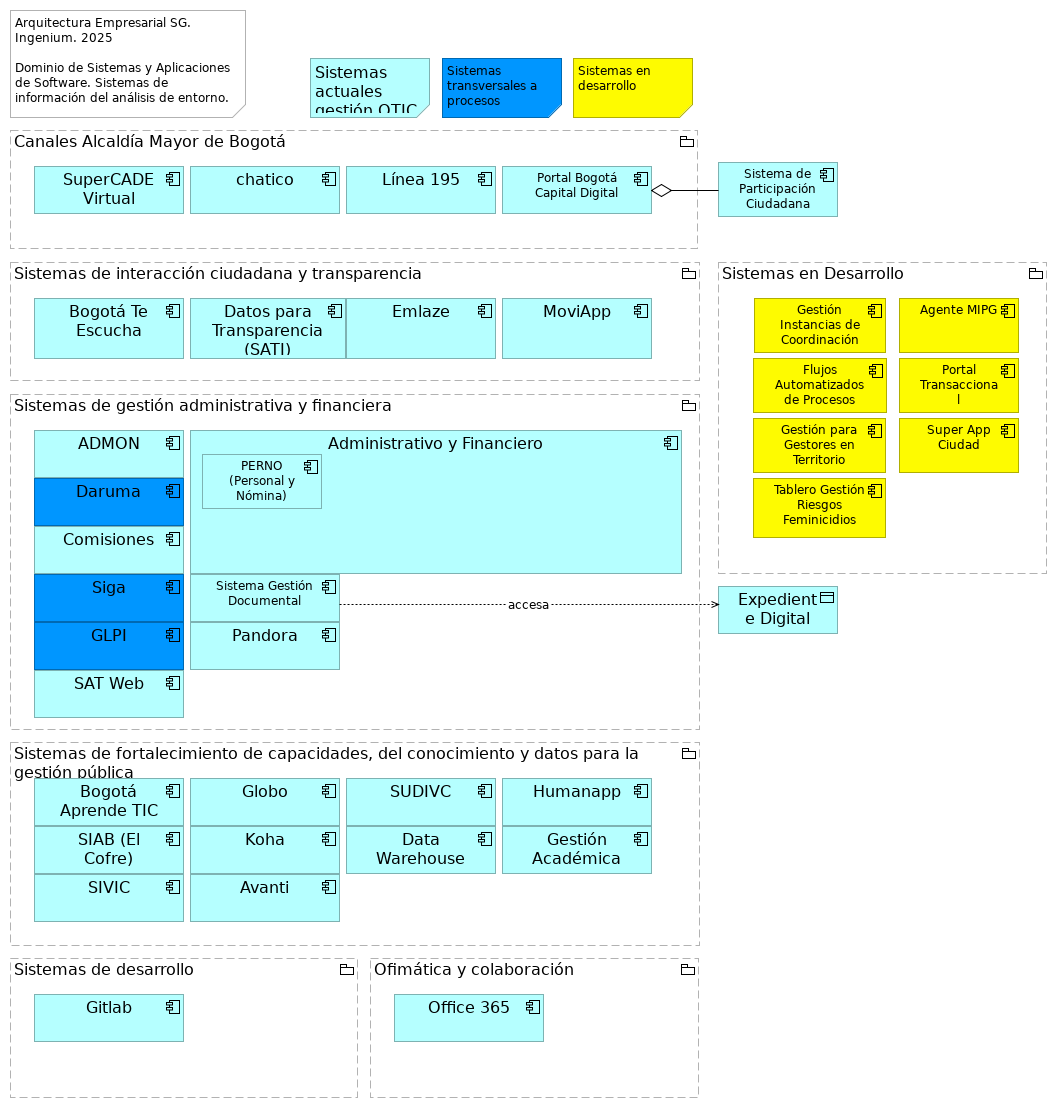 Arquitectura Empresarial SG.
Ingenium. 2025
Dominio de Sistemas y Aplicaciones
de Software. Sistemas de
información del análisis de entorno.
Sistemas
actuales
gestión OTIC
Sistemas
transversales a
procesos
Sistemas en
desarrollo
Canales Alcaldía Mayor de Bogotá
SuperCADE
Virtual
chatico
Línea 195
Portal Bogotá
Capital Digital
Sistema de
Participación
Ciudadana
Sistemas de interacción ciudadana y transparencia
Bogotá Te
Escucha
Datos para
Transparencia
(SATI)
Emlaze
MoviApp
Sistemas en Desarrollo
Gestión
Instancias de
Coordinación
Agente MIPG
Flujos
Automatizados
de Procesos
Portal
Transacciona
l
Gestión para
Gestores en
Territorio
Super App
Ciudad
Tablero Gestión
Riesgos
Feminicidios
Sistemas de gestión administrativa y financiera
ADMON
Daruma
Comisiones
Siga
GLPI
SAT Web
Administrativo y Financiero
PERNO
(Personal y
Nómina)
Sistema Gestión
Documental
Pandora
accesa
Expedient
e Digital
Sistemas de fortalecimiento de capacidades, del conocimiento y datos para la
gestión pública
Bogotá
Aprende TIC
Globo
SUDIVC
Humanapp
SIAB (El
Cofre)
Koha
Data
Warehouse
Gestión
Académica
SIVIC
Avanti
Sistemas de desarrollo
Gitlab
Ofimática y colaboración
Office 365